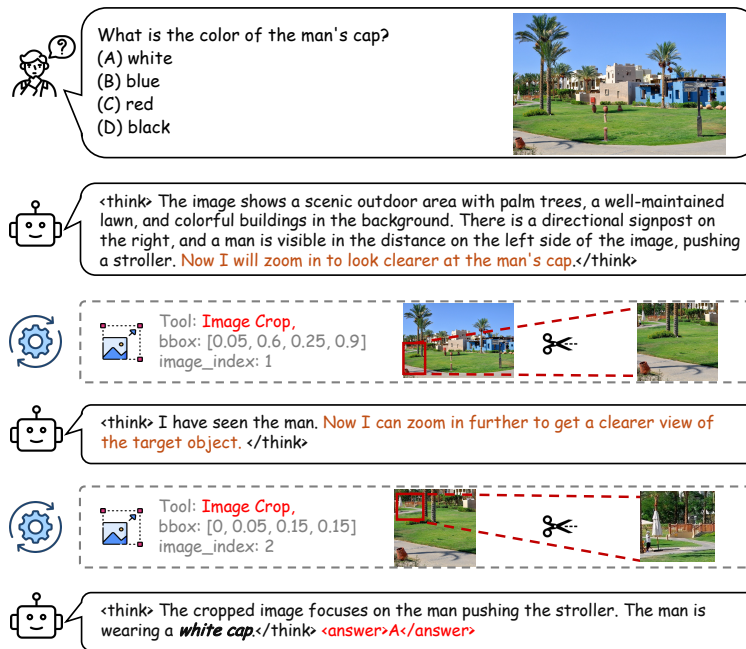 What is the color of the man's cap?
(A) white
(B) blue
(C) red
(D) black
<think> The image shows a scenic outdoor area with palm trees, a well-maintained
lawn, and colorful buildings in the background. There is a directional signpost on
the right, and a man is visible in the distance on the left side of the image, pushing
a stroller. Now I will zoom in to look clearer at the man's cap.</think>
Tool: Image Crop,
bbox: [0.05, 0.6, 0.25, 0.9]
image_index: 1
<think> I have seen the man. Now I can zoom in further to get a clearer view of
the target object. </think>
Tool: Image Crop,
bbox: [0, 0.05, 0.15, 0.15]
image_index: 2
<think> The cropped image focuses on the man pushing the stroller. The man is
wearing a white cap.</think> <answer>A</answer>